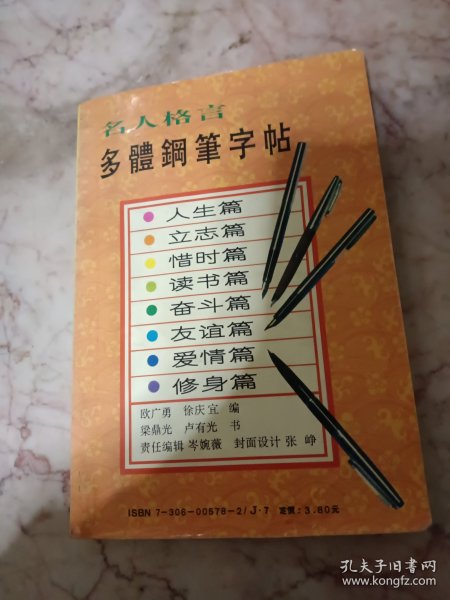 名人格言
多體鋼筆字帖
人生篇
立志篇
惜时篇
读书篇
奋斗篇
友谊篇
爱情篇
修身篇
欧广勇 徐庆宜 编
梁鼎光 卢有光 书
责任编辑 岑婉薇 封面设计 张峥
ISBN 7-306-00578-2/J·7 定價:3.80元
孔夫子旧书网
www.kongfz.com